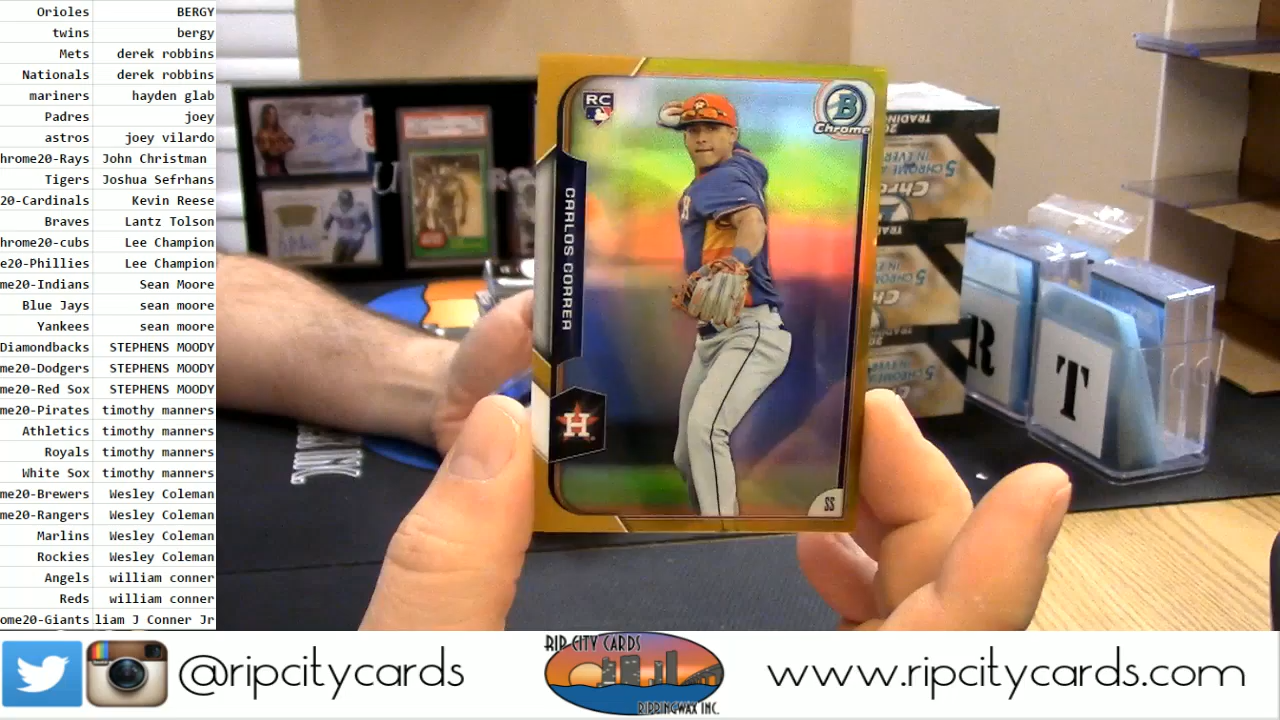 Orioles BERGY
twins bergy
Mets derek robbins
Nationals derek robbins
mariners hayden glab
Padres joey
astros joey vilardo
hrome20-Rays John Christman
Tigers Joshua Sefrhans
20-Cardinals Kevin Reese
Braves Lantz Tolson
hrome20-cubs Lee Champion
e20-Phillies Lee Champion
me20-Indians Sean Moore
Blue Jays sean moore
Yankees sean moore
Diamondbacks STEPHENS MOODY
me20-Dodgers STEPHENS MOODY
me20-Red Sox STEPHENS MOODY
me20-Pirates timothy manners
Athletics timothy manners
Royals timothy manners
White Sox timothy manners
me20-Brewers Wesley Coleman
me20-Rangers Wesley Coleman
Marlins Wesley Coleman
Rockies Wesley Coleman
Angels william conner
Reds william conner
ome20-Giants liam J Conner Jr
RC
B
Chrome
CARLOS CORREA
H
SS
R
T
@ripcitycards
RIP CITY CARDS
RIPPINGWAX INC.
www.ripcitycards.com